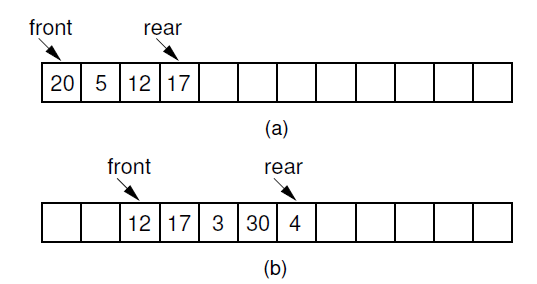 front rear
20 5 12 17
(a)
front rear
12 17 3 30 4
(b)